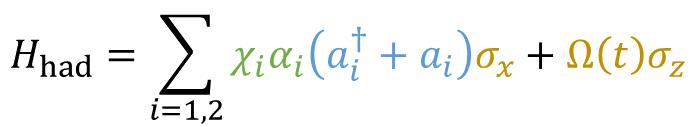 H_had = ∑_{i=1,2} χ_i α_i (a_i^† + a_i) σ_x + Ω(t) σ_z